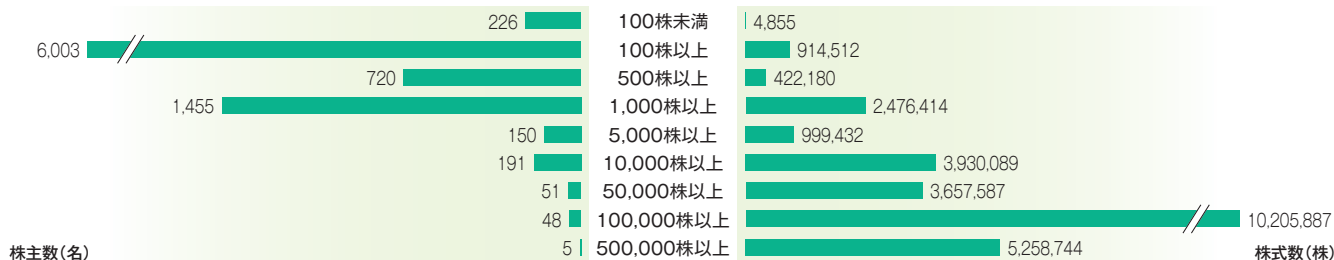 226 100株未満 4,855
6,003 100株以上 914,512
720 500株以上 422,180
1,455 1,000株以上 2,476,414
150 5,000株以上 999,432
191 10,000株以上 3,930,089
51 50,000株以上 3,657,587
48 100,000株以上 10,205,887
5 500,000株以上 5,258,744
株主数(名) 株式数(株)